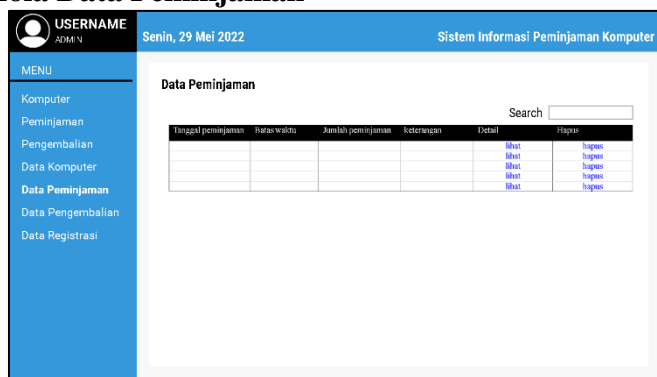 USERNAME
ADMIN
Senin, 29 Mei 2022
Sistem Informasi Peminjaman Komputer
MENU
Komputer
Peminjaman
Pengembalian
Data Komputer
Data Peminjaman
Data Pengembalian
Data Registrasi
Data Peminjaman
Search
Tanggal peminjaman Batas waktu Jumlah peminjaman keterangan Detail Hapus
lihat hapus
lihat hapus
lihat hapus
lihat hapus
lihat hapus